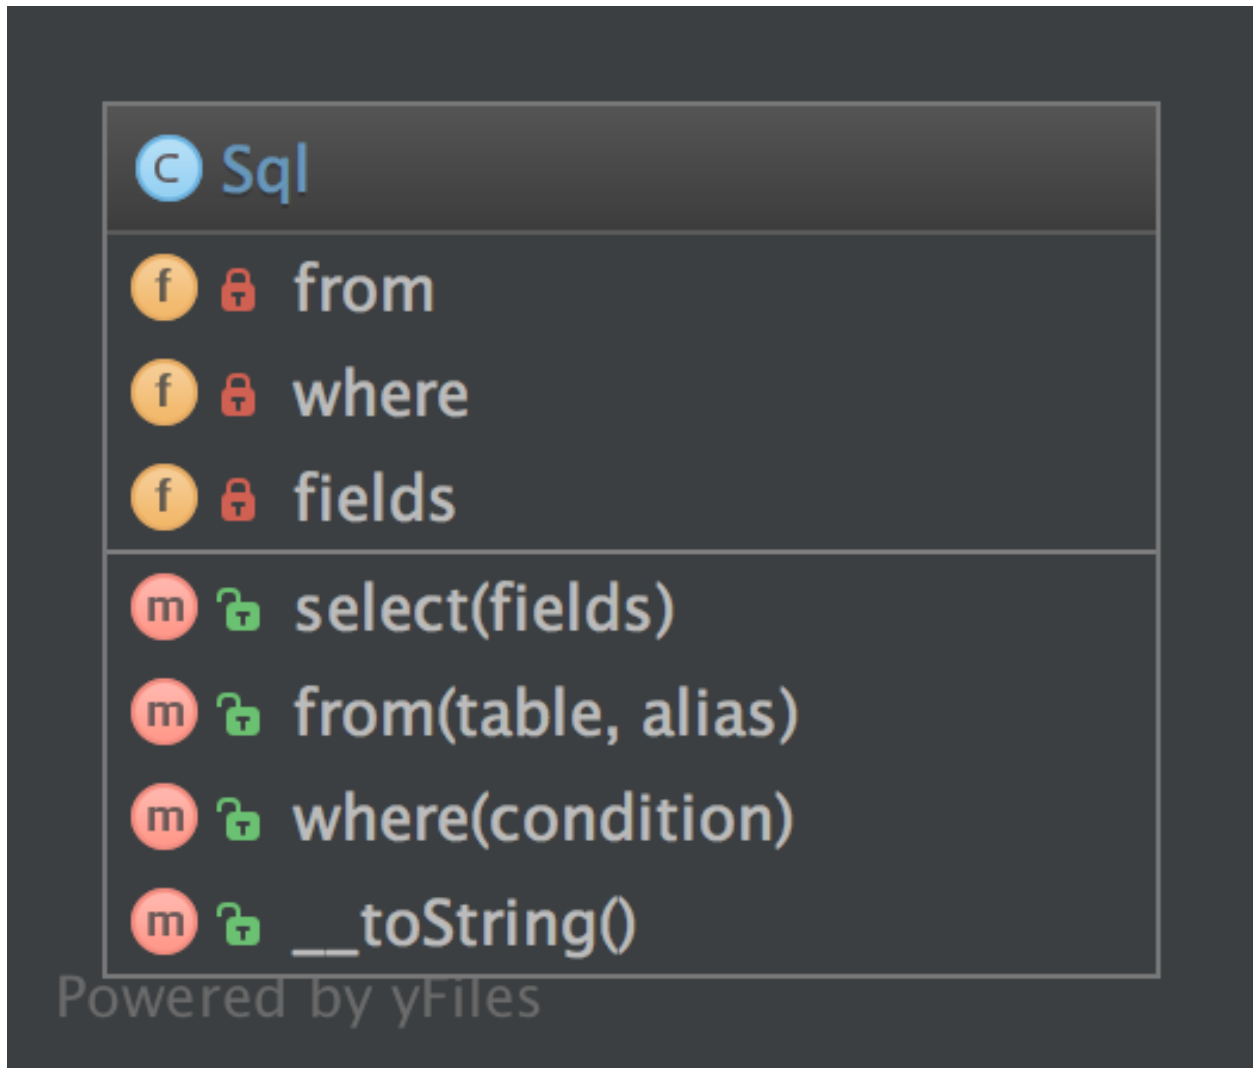 C Sql
f from
f where
f fields
m select(fields)
m from(table, alias)
m where(condition)
m __toString()
Powered by yFiles